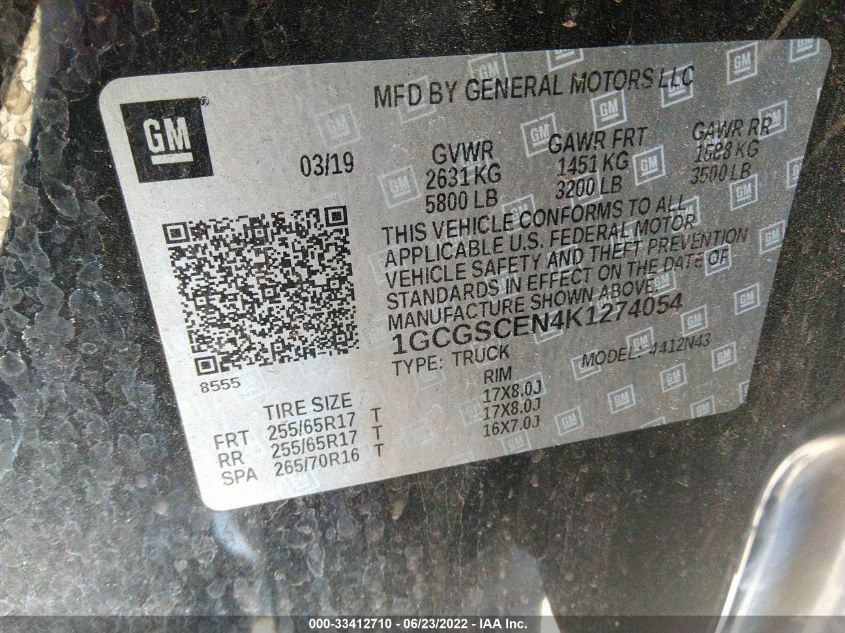 GM
MFD BY GENERAL MOTORS LLC
03/19
GVWR GAWR FRT GAWR RR
2631 KG 1451 KG 1588 KG
5800 LB 3200 LB 3500 LB
THIS VEHICLE CONFORMS TO ALL
APPLICABLE U.S. FEDERAL MOTOR
VEHICLE SAFETY AND THEFT PREVENTION
STANDARDS IN EFFECT ON THE DATE OF
MANUFACTURE SHOWN ABOVE.
1GCGSCEN4K1274054
TYPE: TRUCK MODEL: 4412N43
8555
TIRE SIZE RIM
FRT 255/65R17 T 17X8.0J
RR 255/65R17 T 17X8.0J
SPA 265/70R16 T 16X7.0J
000-33412710 - 06/23/2022 - IAA Inc.